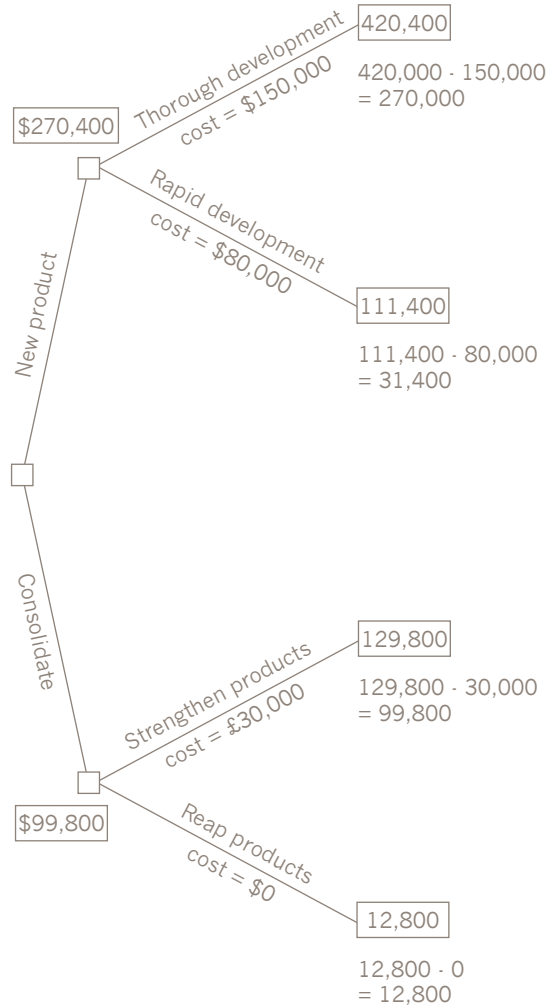 420,400
Thorough development
cost = $150,000
420,000 - 150,000
= 270,000
$270,400
Rapid development
cost = $80,000
111,400
111,400 - 80,000
= 31,400
New product
Consolidate
129,800
Strengthen products
cost = £30,000
129,800 - 30,000
= 99,800
$99,800
Reap products
cost = $0
12,800
12,800 - 0
= 12,800